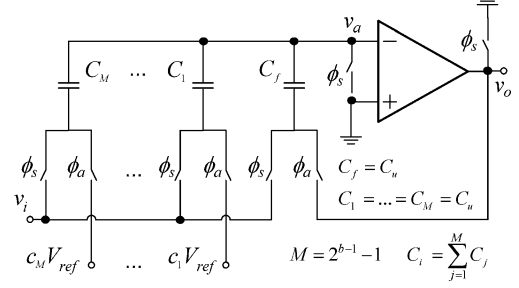 v_a
ϕ_s
C_M ... C_1 C_f ϕ_s − +
v_o
ϕ_s ϕ_a ... ϕ_s ϕ_a ϕ_s ϕ_a
C_f = C_u
v_i
C_1 = ... = C_M = C_u
c_M V_ref ... c_1 V_ref
M = 2^{b-1} − 1 C_i = \sum_{j=1}^{M} C_j